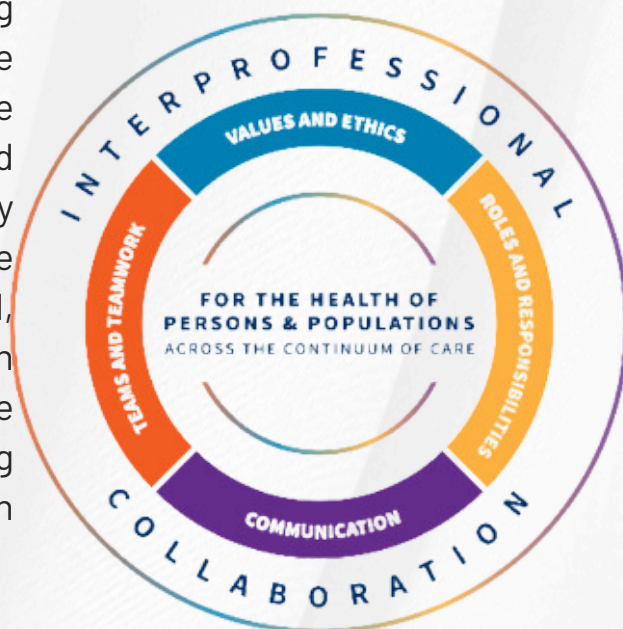 g
e
e
d
y
e
l,
n
e
g
n
INTERPROFESSIONAL
VALUES AND ETHICS
ROLES AND RESPONSIBILITIES
TEAMS AND TEAMWORK
FOR THE HEALTH OF
PERSONS & POPULATIONS
ACROSS THE CONTINUUM OF CARE
COMMUNICATION
COLLABORATION